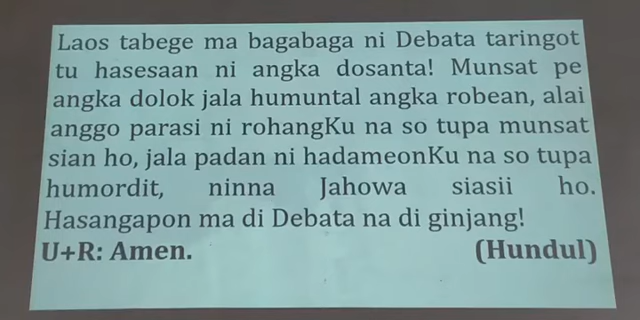 Laos tabege ma bagabaga ni Debata taringot
tu hasesaan ni angka dosanta! Munsat pe
angka dolok jala humuntal angka robean, alai
anggo parasi ni rohangKu na so tupa munsat
sian ho, jala padan ni hadameonKu na so tupa
humordit, ninna Jahowa siasii ho.
Hasangapon ma di Debata na di ginjang!
U+R: Amen. (Hundul)